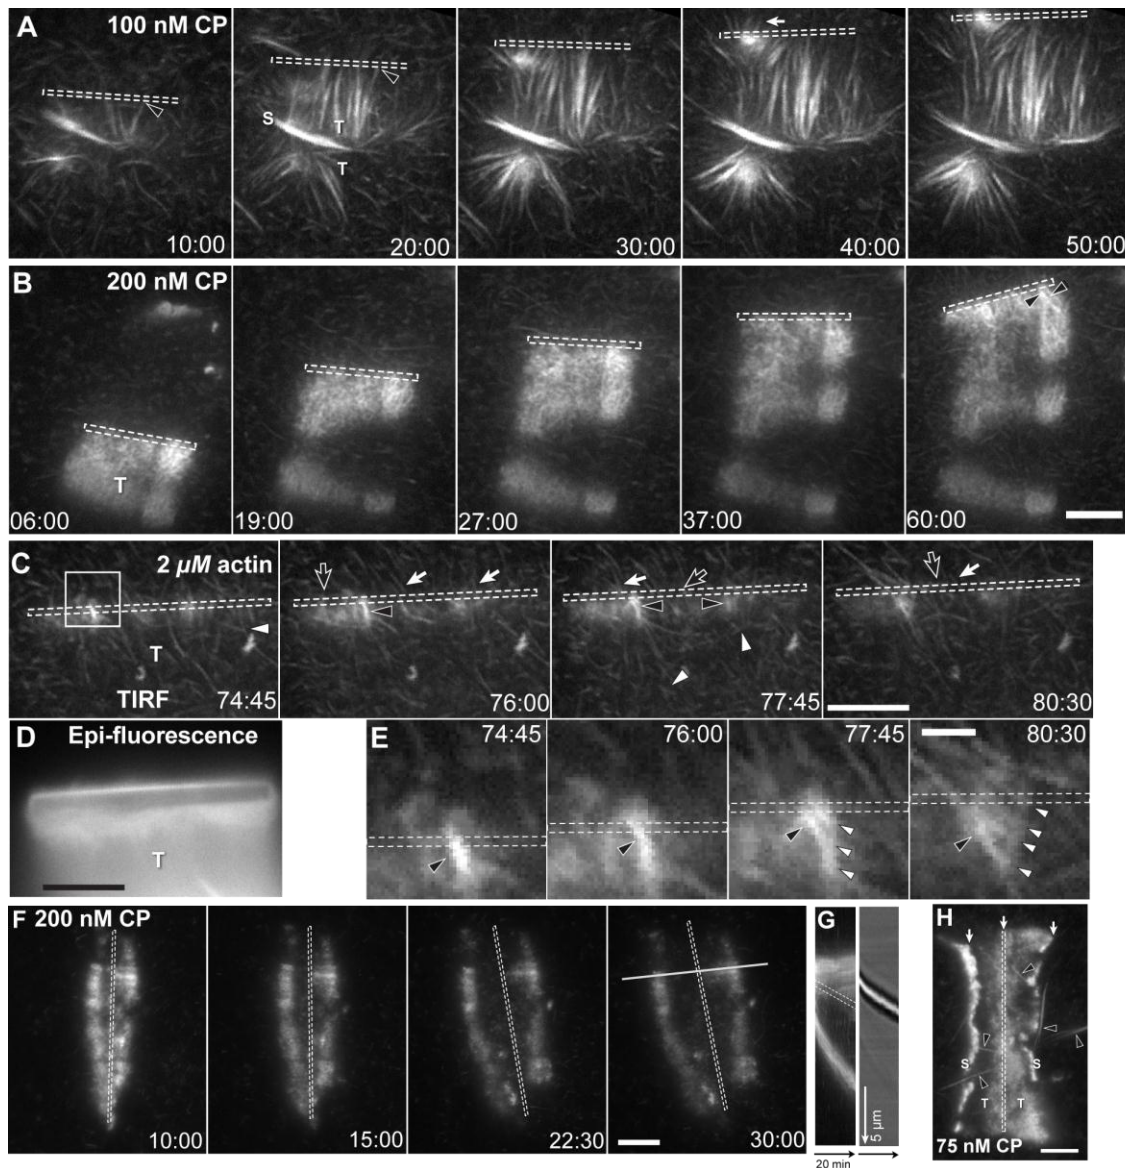 A 100 nM CP
S T
T
10:00 20:00 30:00 40:00 50:00
B 200 nM CP
T
06:00 19:00 27:00 37:00 60:00
C 2 µM actin
T
TIRF 74:45 76:00 77:45 80:30
D Epi-fluorescence
T
E 74:45 76:00 77:45 80:30
F 200 nM CP
10:00 15:00 22:30 30:00
G
5 µm
20 min
H
S S
T T
75 nM CP